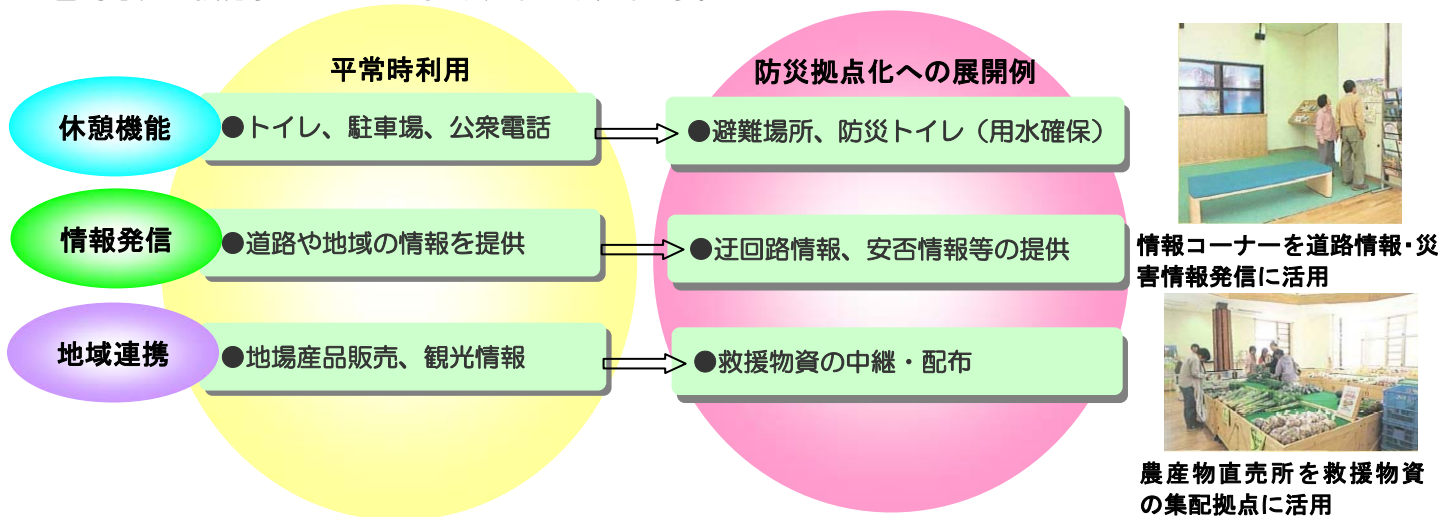 平常時利用
防災拠点化への展開例
休憩機能
●トイレ、駐車場、公衆電話
●避難場所、防災トイレ（用水確保）
情報発信
●道路や地域の情報を提供
●迂回路情報、安否情報等の提供
地域連携
●地場産品販売、観光情報
●救援物資の中継・配布
情報コーナーを道路情報・災
害情報発信に活用
農産物直売所を救援物資
の集配拠点に活用